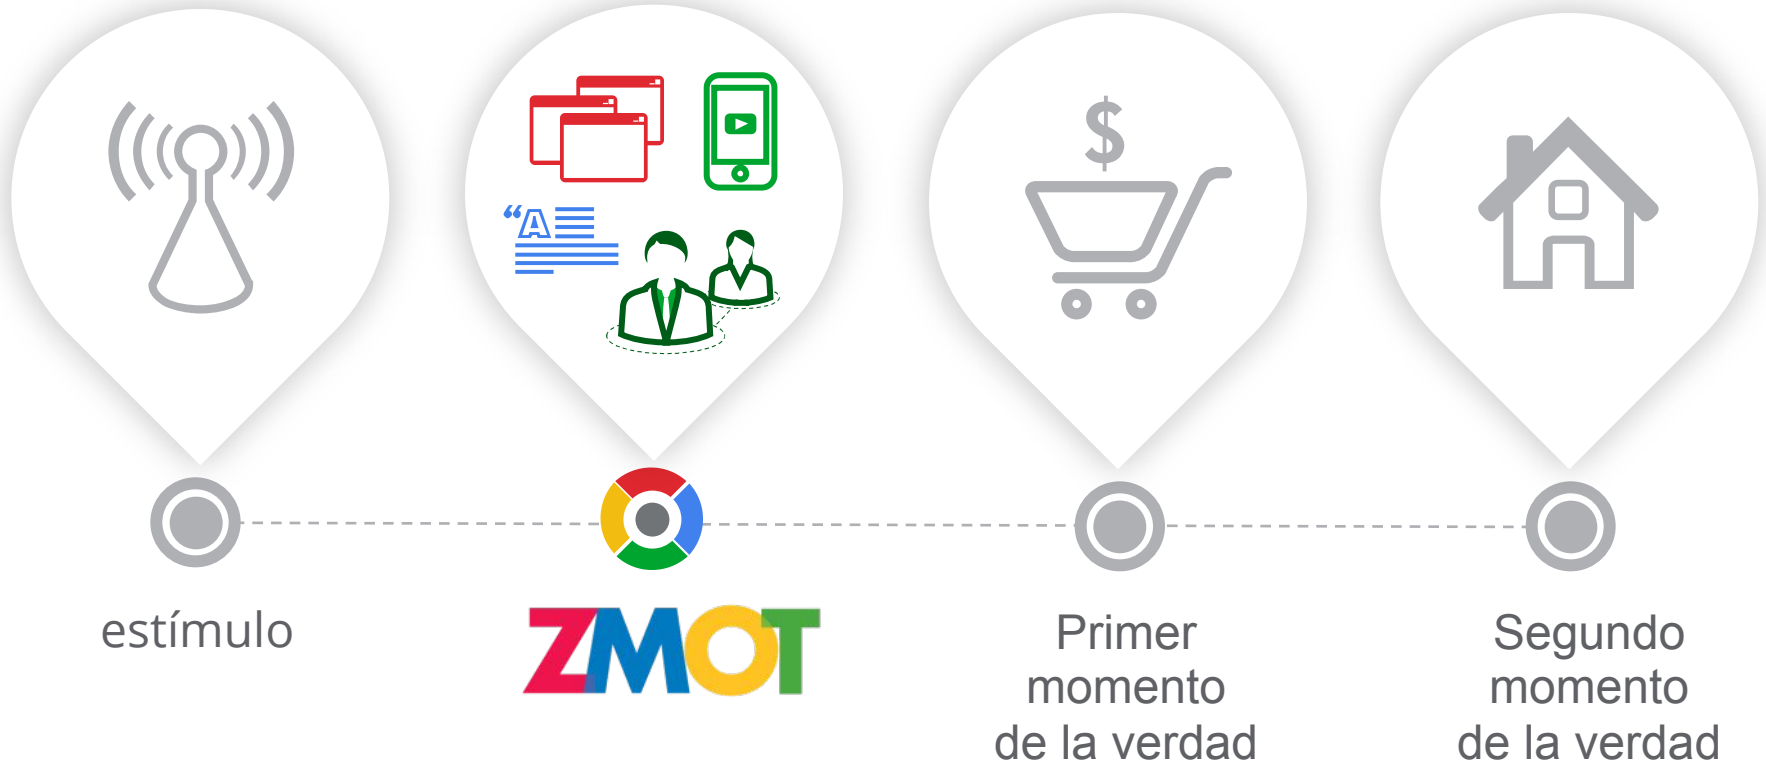 $
“A
estímulo
ZMOT
Primer
momento
de la verdad
Segundo
momento
de la verdad